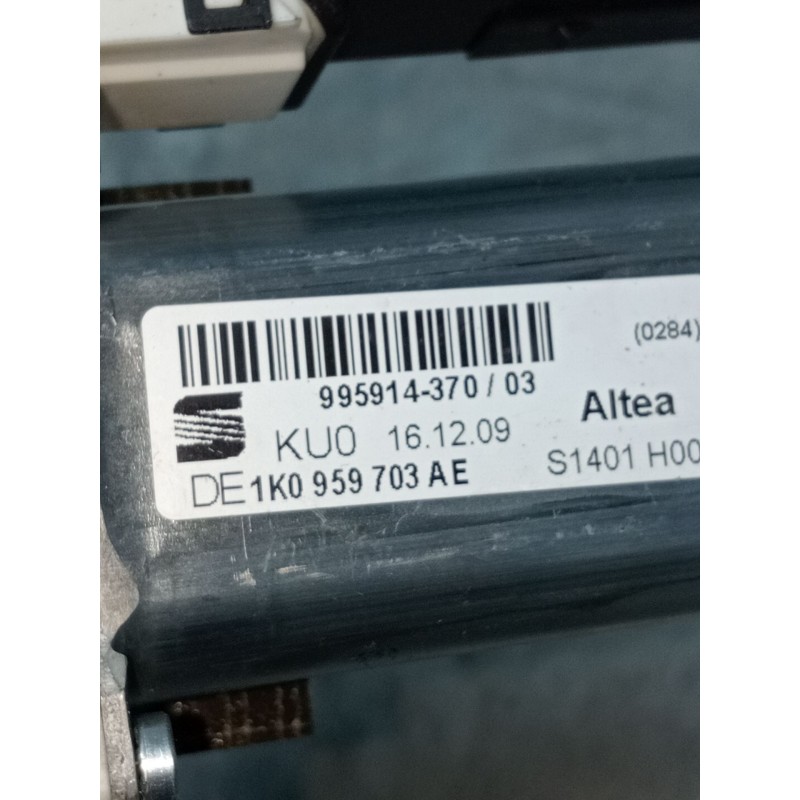 (0284)
995914-370 / 03
Altea
KU0 16.12.09
S1401 H00
DE 1K0 959 703 AE